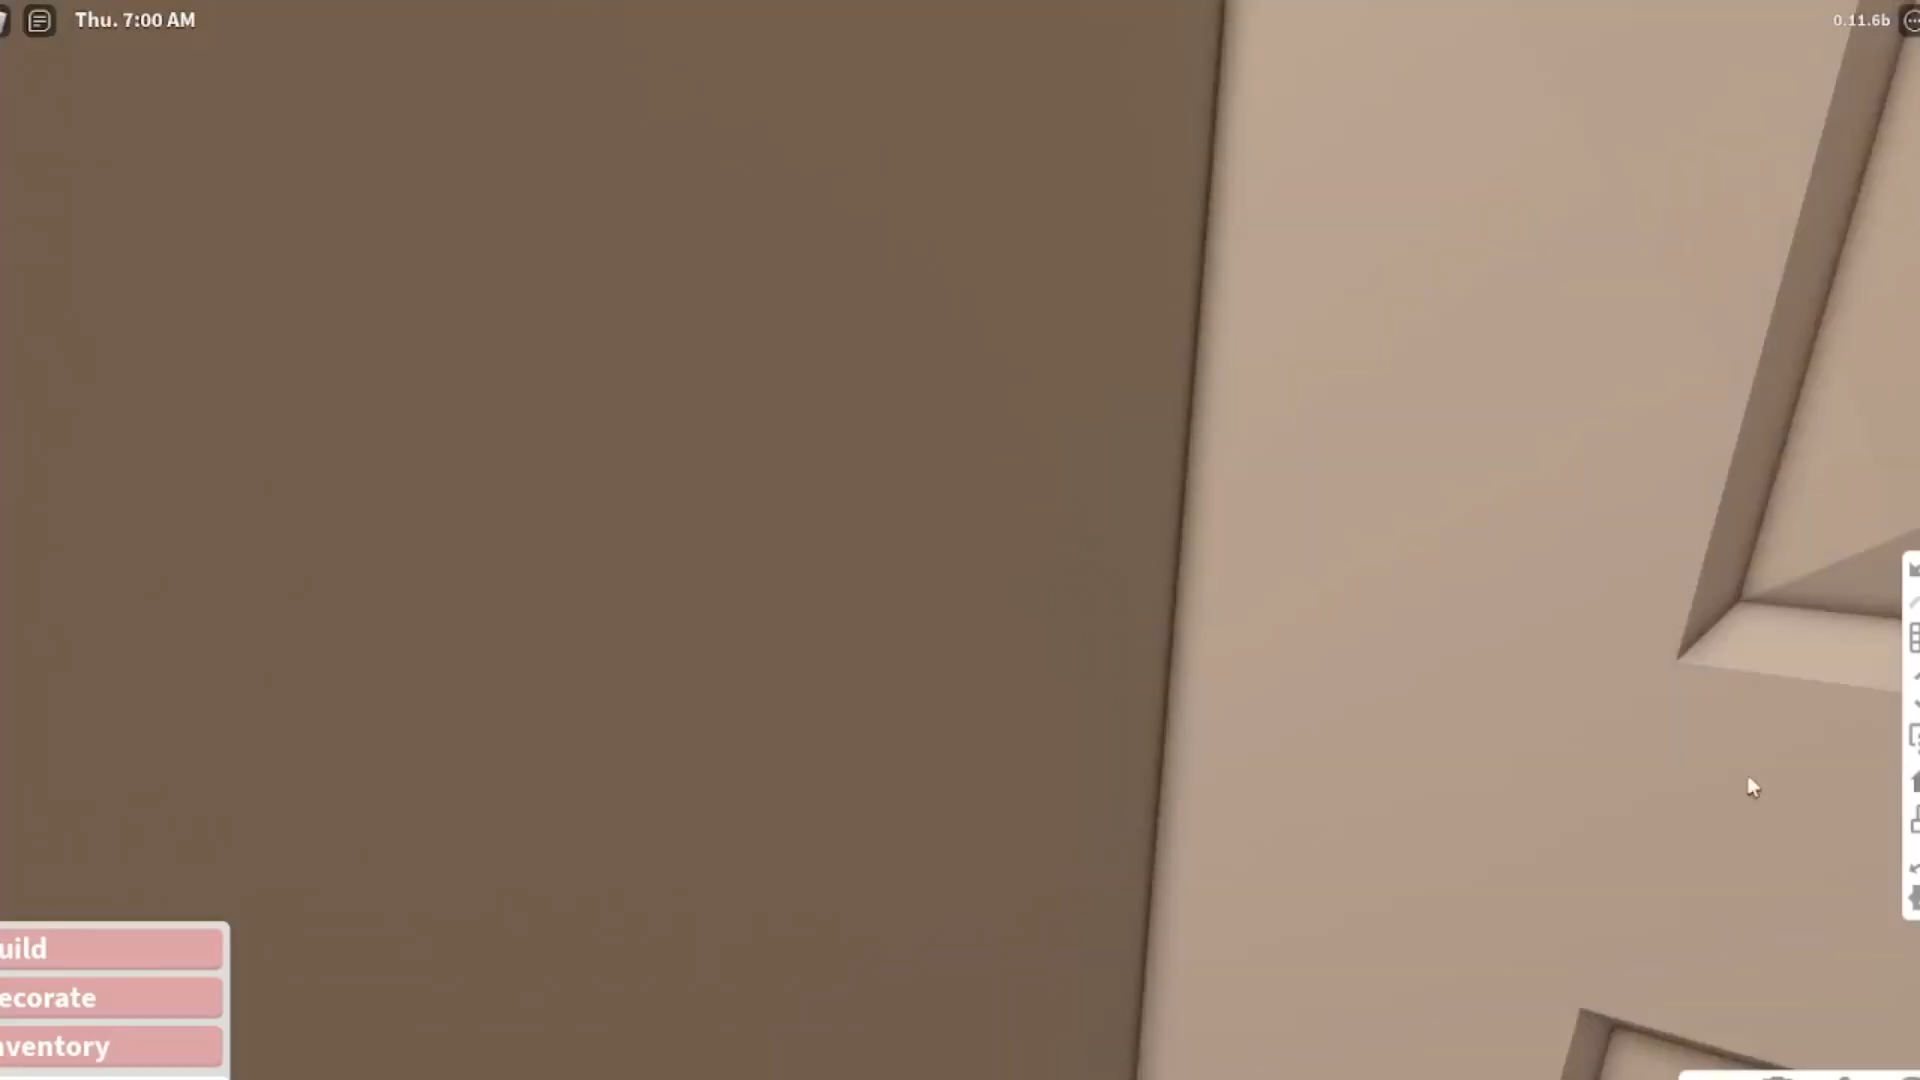 Thu. 7:00 AM
0.11.6b
uild
ecorate
nventory